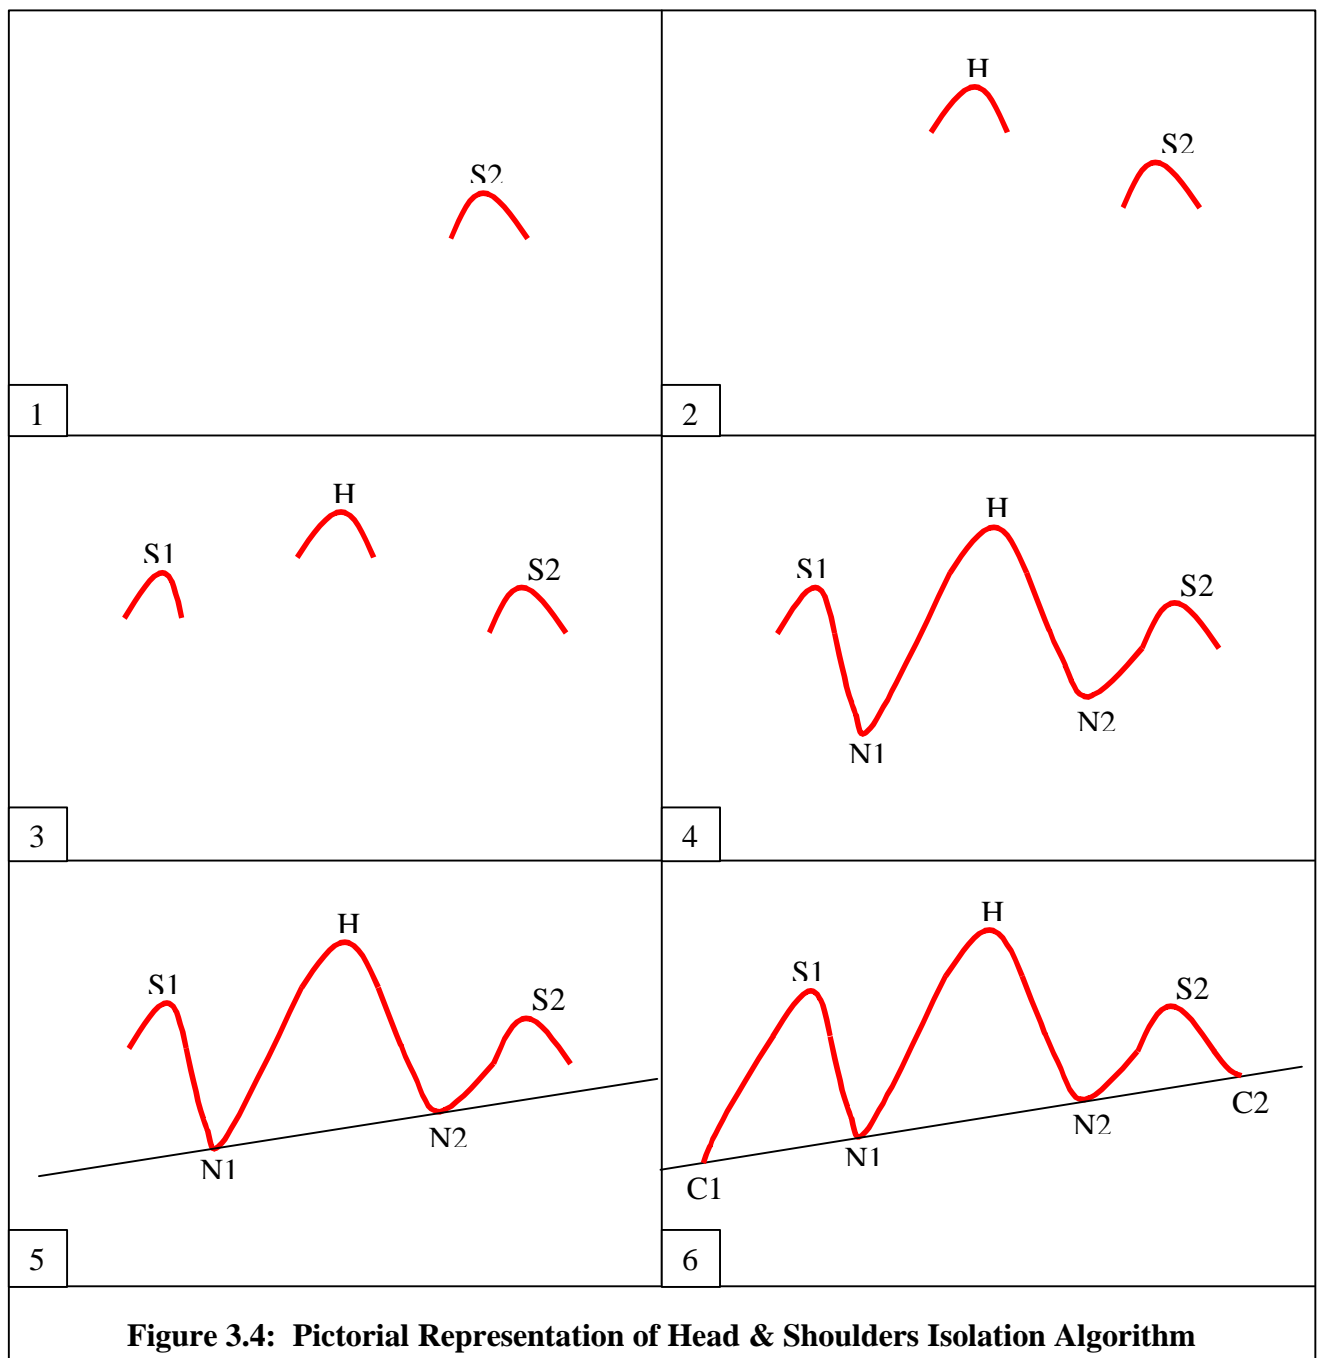 S2
1
H
S2
2
H
S1
S2
3
H
S1
S2
N2
N1
4
H
S1
S2
N2
N1
5
H
S1
S2
C2
N2
N1
C1
6
Figure 3.4: Pictorial Representation of Head & Shoulders Isolation Algorithm